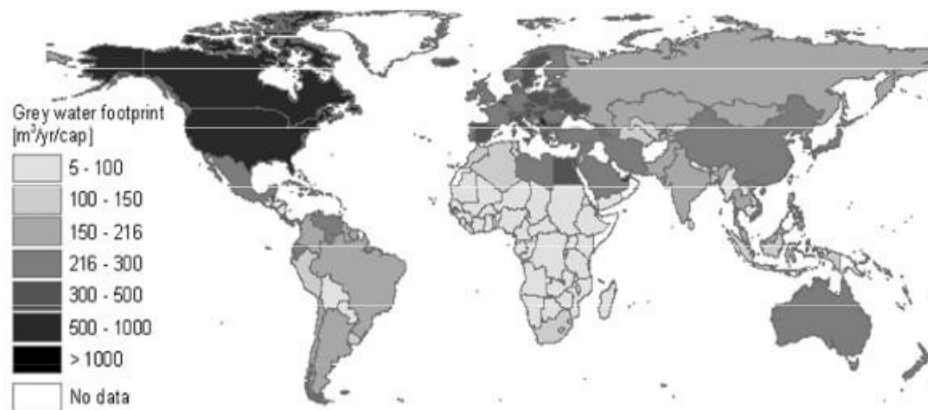 Grey water footprint
[m³/yr/cap]
5 - 100
100 - 150
150 - 216
216 - 300
300 - 500
500 - 1000
> 1000
No data